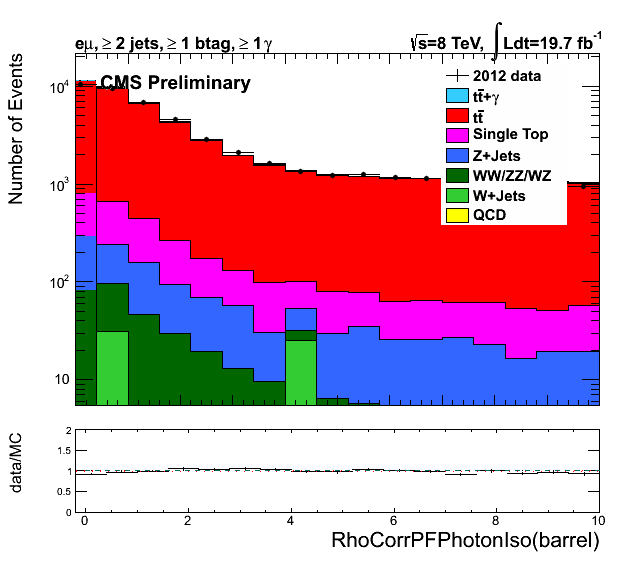 eμ, ≥ 2 jets, ≥ 1 btag, ≥ 1 γ
√s=8 TeV, ∫ Ldt=19.7 fb⁻¹
CMS Preliminary
Number of Events
10⁴
10³
10²
10
2012 data
tt̄+γ
tt̄
Single Top
Z+Jets
WW/ZZ/WZ
W+Jets
QCD
data/MC
2
1.5
1
0.5
0
0 2 4 6 8 10
RhoCorrPFPhotonIso(barrel)